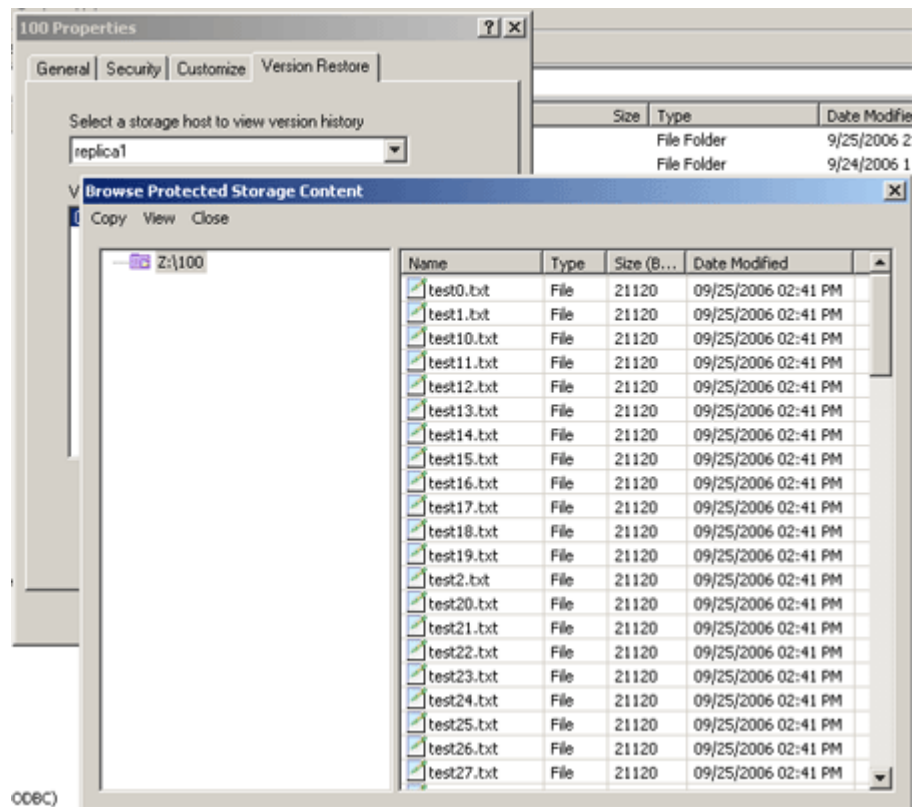 100 Properties
General Security Customize Version Restore
Select a storage host to view version history
replica1
Size Type Date Modifie
File Folder 9/25/2006 2
File Folder 9/24/2006 1
V
Browse Protected Storage Content
Copy View Close
Z:\100
Name Type Size (B... Date Modified
test0.txt File 21120 09/25/2006 02:41 PM
test1.txt File 21120 09/25/2006 02:41 PM
test10.txt File 21120 09/25/2006 02:41 PM
test11.txt File 21120 09/25/2006 02:41 PM
test12.txt File 21120 09/25/2006 02:41 PM
test13.txt File 21120 09/25/2006 02:41 PM
test14.txt File 21120 09/25/2006 02:41 PM
test15.txt File 21120 09/25/2006 02:41 PM
test16.txt File 21120 09/25/2006 02:41 PM
test17.txt File 21120 09/25/2006 02:41 PM
test18.txt File 21120 09/25/2006 02:41 PM
test19.txt File 21120 09/25/2006 02:41 PM
test2.txt File 21120 09/25/2006 02:41 PM
test20.txt File 21120 09/25/2006 02:41 PM
test21.txt File 21120 09/25/2006 02:41 PM
test22.txt File 21120 09/25/2006 02:41 PM
test23.txt File 21120 09/25/2006 02:41 PM
test24.txt File 21120 09/25/2006 02:41 PM
test25.txt File 21120 09/25/2006 02:41 PM
test26.txt File 21120 09/25/2006 02:41 PM
test27.txt File 21120 09/25/2006 02:41 PM
ODBC)